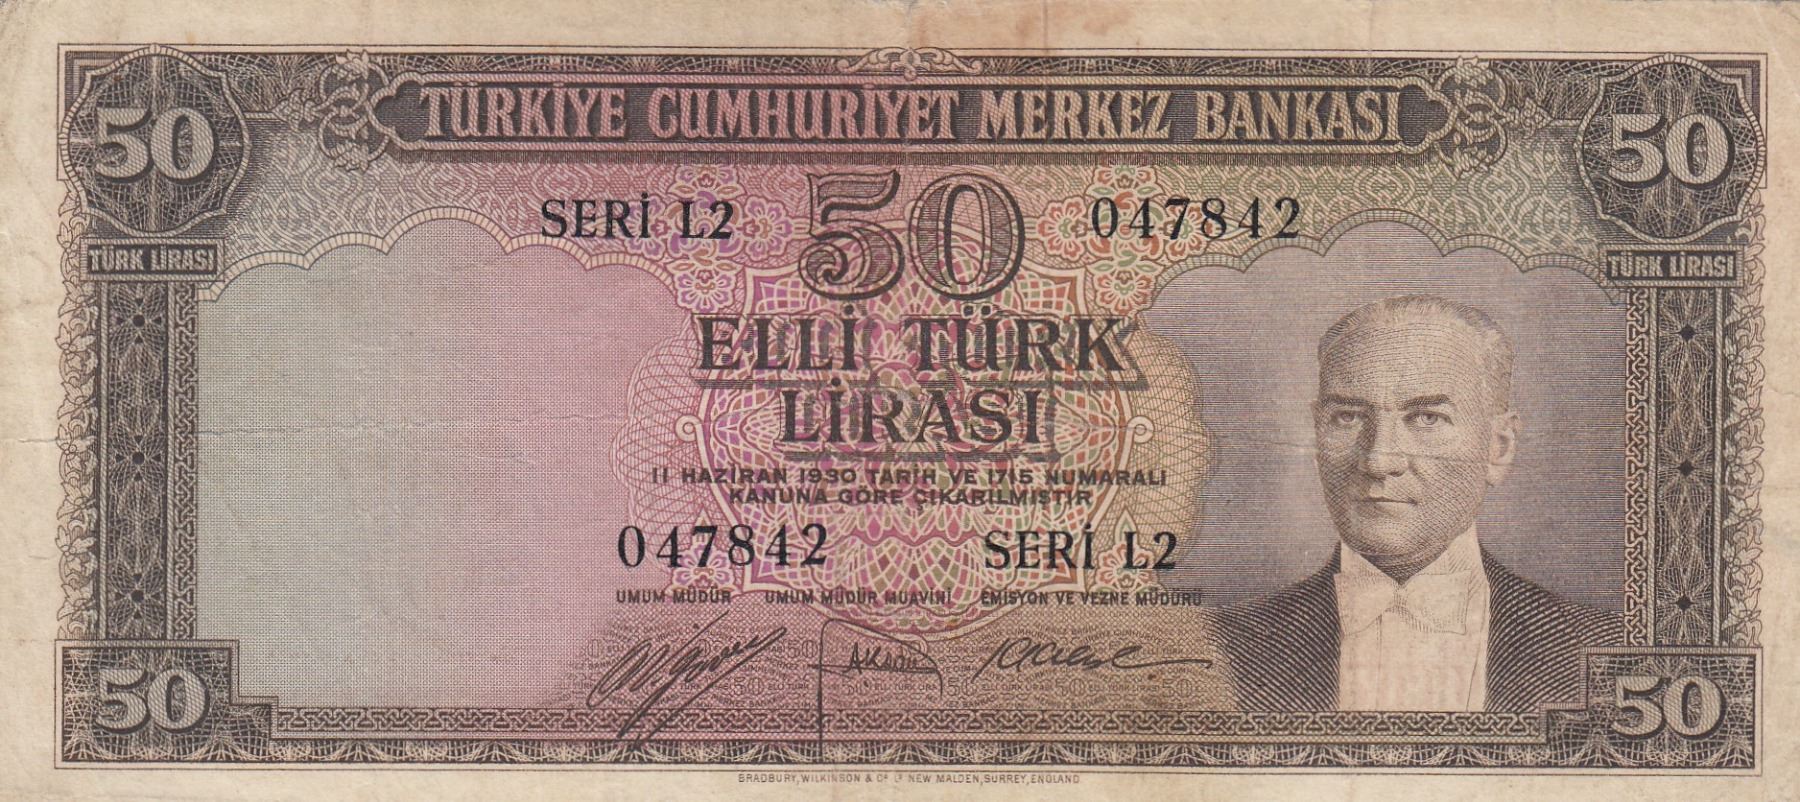 TÜRKİYE CUMHURİYET MERKEZ BANKASI
50
50
TÜRK LİRASI
SERİ L2
50
047842
TÜRK LİRASI
ELLİ TÜRK
LİRASI
11 HAZİRAN 1930 TARİH VE 1715 NUMARALI
KANUNA GÖRE ÇIKARILMIŞTIR
047842 SERİ L2
UMUM MÜDÜR UMUM MÜDÜR MUAVİNİ EMİSYON VE VEZNE MÜDÜRÜ
50
50
BRADBURY, WILKINSON & Cº Lᴰ NEW MALDEN, SURREY, ENGLAND